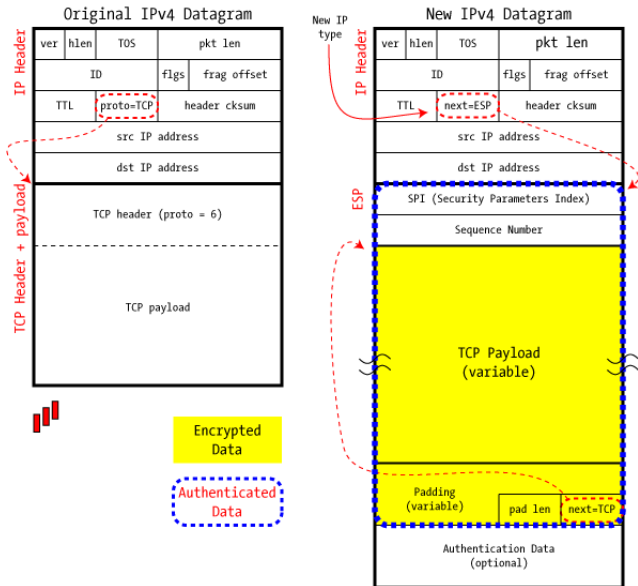 Original IPv4 Datagram
IP Header
ver hlen TOS pkt len
ID flgs frag offset
TTL proto=TCP header cksum
src IP address
dst IP address
TCP Header + payload
TCP header (proto = 6)
TCP payload
Encrypted
Data
Authenticated
Data
New IPv4 Datagram
New IP
type
IP Header
ver hlen TOS pkt len
ID flgs frag offset
TTL next=ESP header cksum
src IP address
dst IP address
ESP
SPI (Security Parameters Index)
Sequence Number
TCP Payload
(variable)
Padding
(variable)
pad len next=TCP
Authentication Data
(optional)